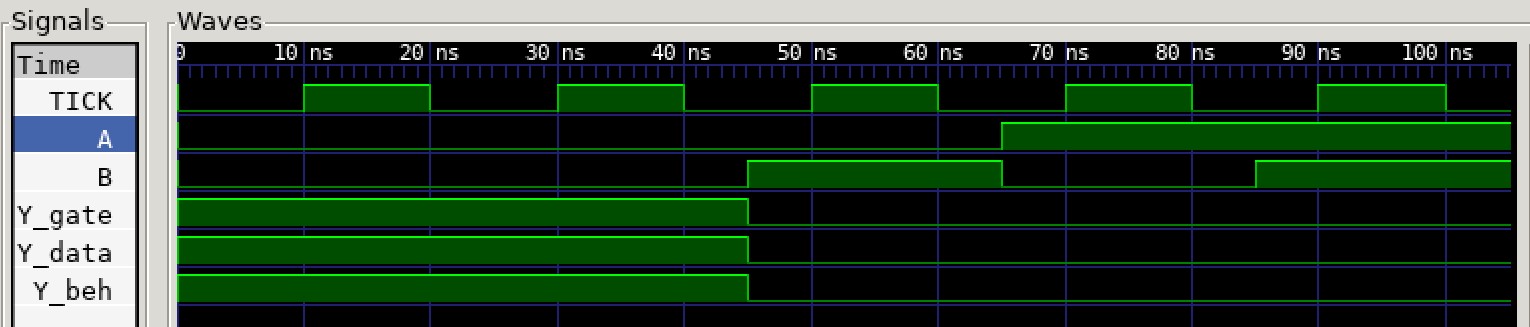 Signals
Waves
Time
0 10 ns 20 ns 30 ns 40 ns 50 ns 60 ns 70 ns 80 ns 90 ns 100 ns
TICK
A
B
Y_gate
Y_data
Y_beh